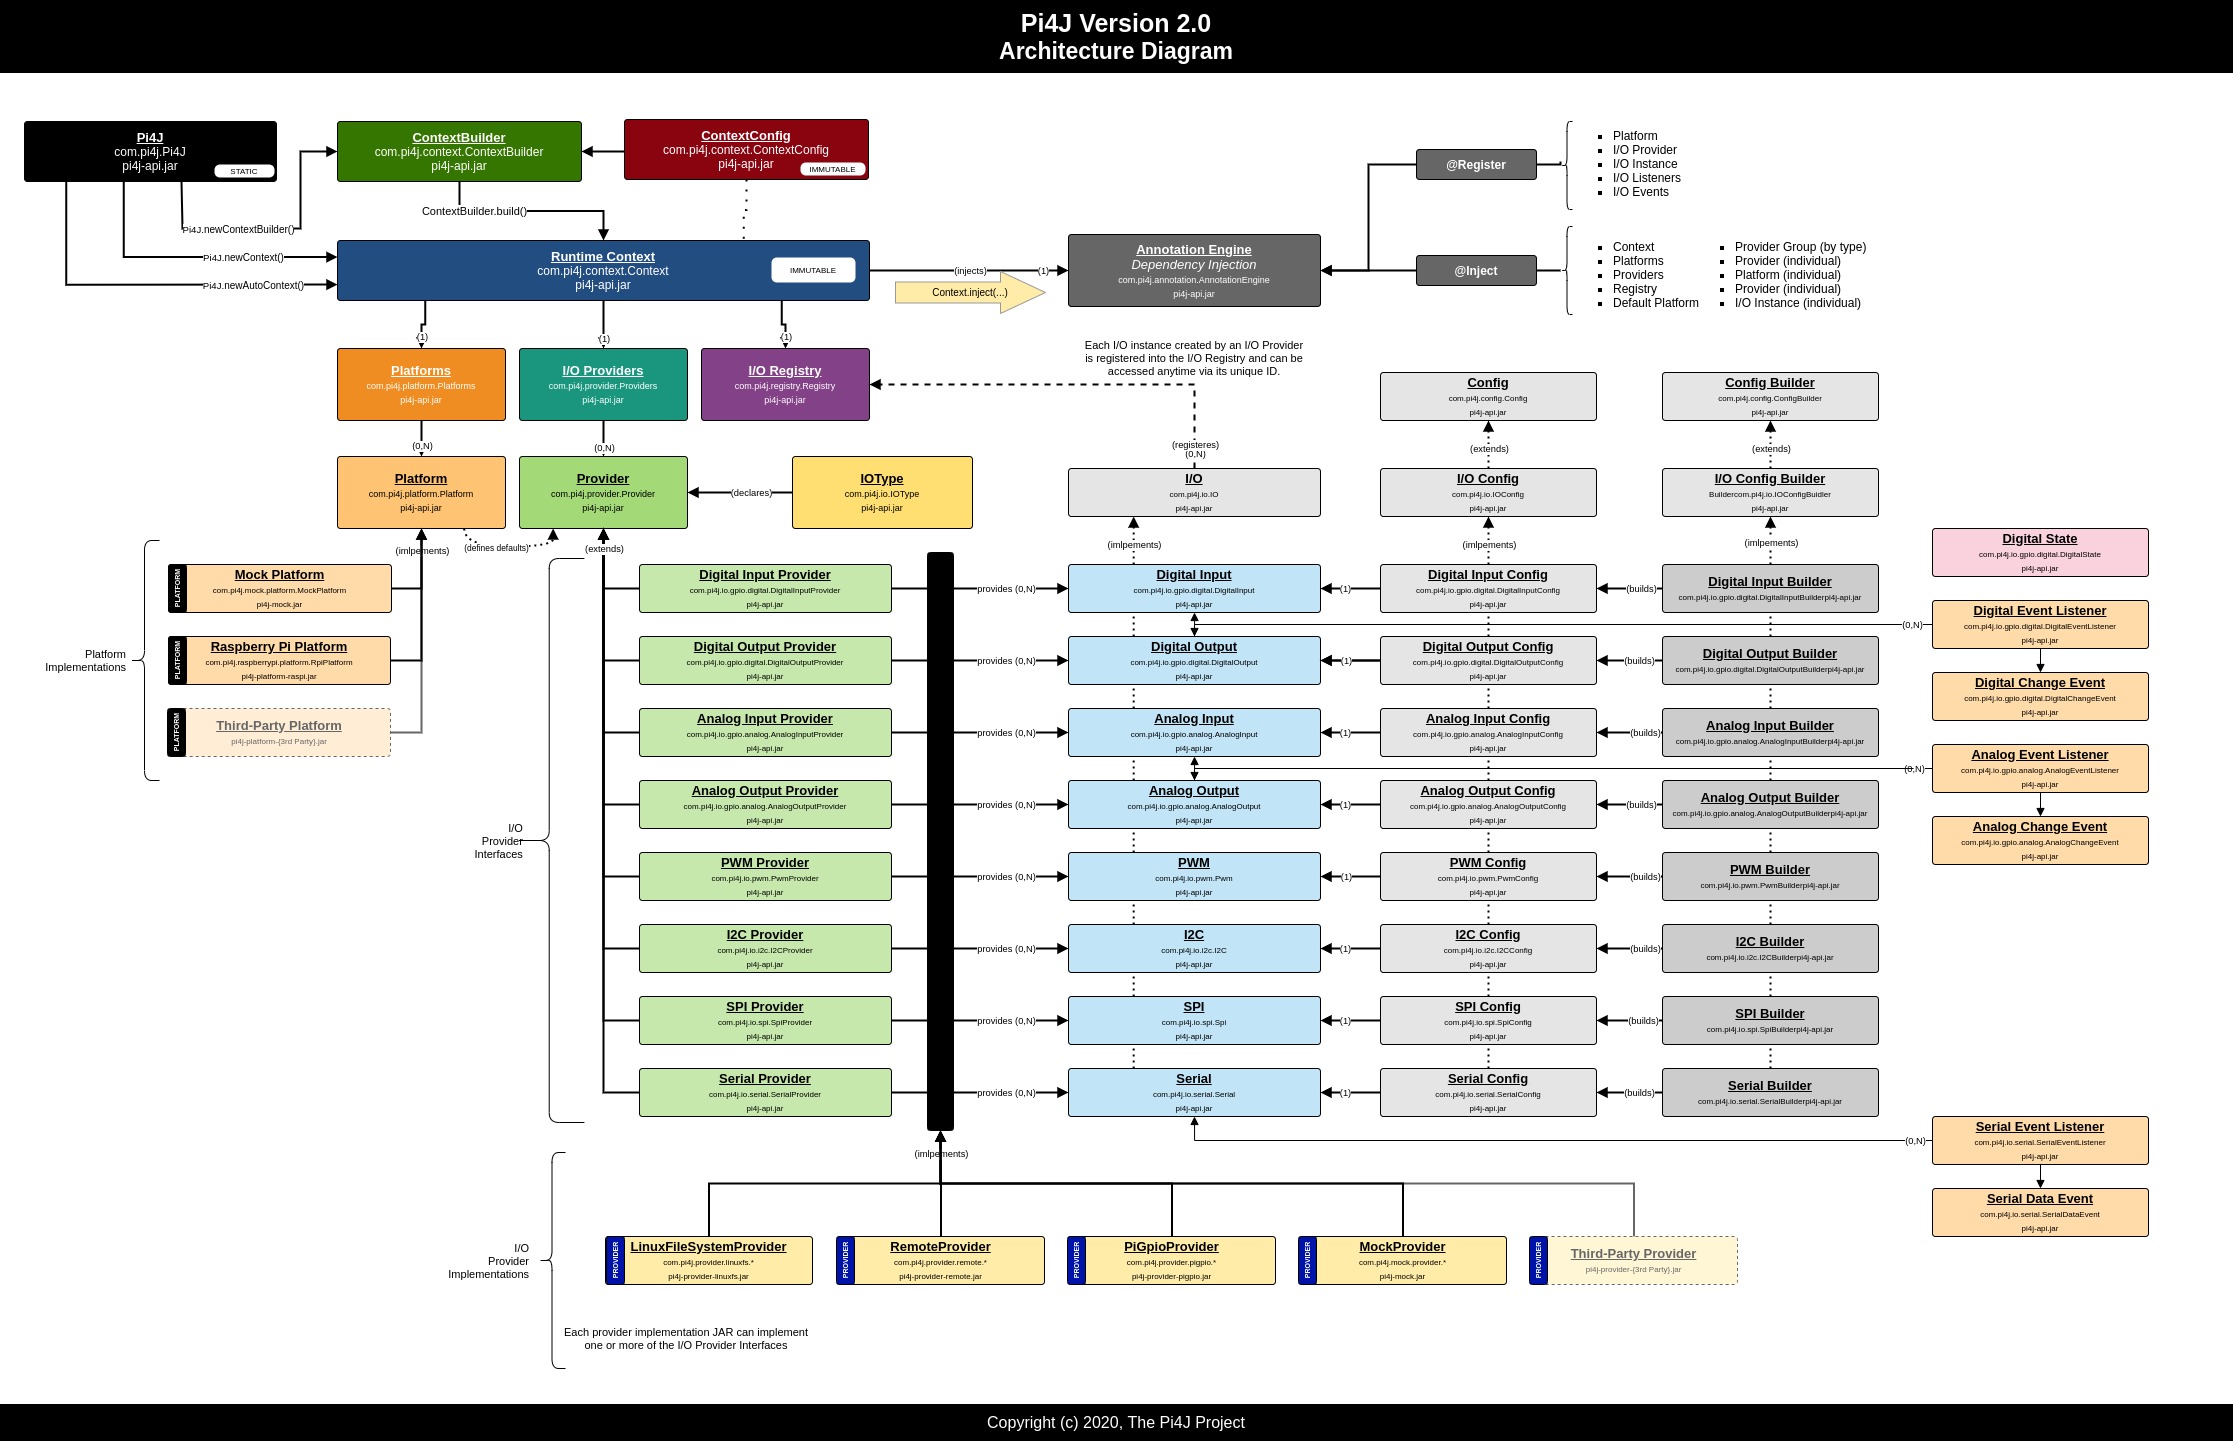 Pi4J Version 2.0
Architecture Diagram
Pi4J
com.pi4j.Pi4J
pi4j-api.jar
STATIC
ContextBuilder
com.pi4j.context.ContextBuilder
pi4j-api.jar
ContextConfig
com.pi4j.context.ContextConfig
pi4j-api.jar
IMMUTABLE
@Register
Platform
I/O Provider
I/O Instance
I/O Listeners
I/O Events
ContextBuilder.build()
Pi4J.newContextBuilder()
Pi4J.newContext()
Pi4J.newAutoContext()
Runtime Context
com.pi4j.context.Context
pi4j-api.jar
IMMUTABLE
(injects)
(1)
Context.inject(...)
Annotation Engine
Dependency Injection
com.pi4j.annotation.AnnotationEngine
pi4j-api.jar
@Inject
Context
Platforms
Providers
Registry
Default Platform
Provider Group (by type)
Provider (individual)
Platform (individual)
Provider (individual)
I/O Instance (individual)
(1)
(1)
(1)
Platforms
com.pi4j.platform.Platforms
pi4j-api.jar
I/O Providers
com.pi4j.provider.Providers
pi4j-api.jar
I/O Registry
com.pi4j.registry.Registry
pi4j-api.jar
Each I/O instance created by an I/O Provider
is registered into the I/O Registry and can be
accessed anytime via its unique ID.
Config
com.pi4j.config.Config
pi4j-api.jar
Config Builder
com.pi4j.config.ConfigBuilder
pi4j-api.jar
(0,N)
(0,N)
(registeres)
(0,N)
(extends)
(extends)
Platform
com.pi4j.platform.Platform
pi4j-api.jar
Provider
com.pi4j.provider.Provider
pi4j-api.jar
(declares)
IOType
com.pi4j.io.IOType
pi4j-api.jar
I/O
com.pi4j.io.IO
pi4j-api.jar
I/O Config
com.pi4j.io.IOConfig
pi4j-api.jar
I/O Config Builder
Buildercom.pi4j.io.IOConfigBuidler
pi4j-api.jar
(imlpements)
(defines defaults)
(extends)
(imlpements)
(imlpements)
(imlpements)
Platform
Implementations
PLATFORM
Mock Platform
com.pi4j.mock.platform.MockPlatform
pi4j-mock.jar
PLATFORM
Raspberry Pi Platform
com.pi4j.raspberrypi.platform.RpiPlatform
pi4j-platform-raspi.jar
PLATFORM
Third-Party Platform
pi4j-platform-{3rd Party}.jar
I/O
Provider
Interfaces
Digital Input Provider
com.pi4j.io.gpio.digital.DigitalInputProvider
pi4j-api.jar
provides (0,N)
Digital Input
com.pi4j.io.gpio.digital.DigitalInput
pi4j-api.jar
(1)
Digital Input Config
com.pi4j.io.gpio.digital.DigitalInputConfig
pi4j-api.jar
(builds)
Digital Input Builder
com.pi4j.io.gpio.digital.DigitalInputBuilderpi4j-api.jar
Digital Output Provider
com.pi4j.io.gpio.digital.DigitalOutputProvider
pi4j-api.jar
provides (0,N)
Digital Output
com.pi4j.io.gpio.digital.DigitalOutput
pi4j-api.jar
(1)
Digital Output Config
com.pi4j.io.gpio.digital.DigitalOutputConfig
pi4j-api.jar
(builds)
Digital Output Builder
com.pi4j.io.gpio.digital.DigitalOutputBuilderpi4j-api.jar
Analog Input Provider
com.pi4j.io.gpio.analog.AnalogInputProvider
pi4j-api.jar
provides (0,N)
Analog Input
com.pi4j.io.gpio.analog.AnalogInput
pi4j-api.jar
(1)
Analog Input Config
com.pi4j.io.gpio.analog.AnalogInputConfig
pi4j-api.jar
(builds)
Analog Input Builder
com.pi4j.io.gpio.analog.AnalogInputBuilderpi4j-api.jar
Analog Output Provider
com.pi4j.io.gpio.analog.AnalogOutputProvider
pi4j-api.jar
provides (0,N)
Analog Output
com.pi4j.io.gpio.analog.AnalogOutput
pi4j-api.jar
(1)
Analog Output Config
com.pi4j.io.gpio.analog.AnalogOutputConfig
pi4j-api.jar
(builds)
Analog Output Builder
com.pi4j.io.gpio.analog.AnalogOutputBuilderpi4j-api.jar
PWM Provider
com.pi4j.io.pwm.PwmProvider
pi4j-api.jar
provides (0,N)
PWM
com.pi4j.io.pwm.Pwm
pi4j-api.jar
(1)
PWM Config
com.pi4j.io.pwm.PwmConfig
pi4j-api.jar
(builds)
PWM Builder
com.pi4j.io.pwm.PwmBuilderpi4j-api.jar
I2C Provider
com.pi4j.io.i2c.I2CProvider
pi4j-api.jar
provides (0,N)
I2C
com.pi4j.io.i2c.I2C
pi4j-api.jar
(1)
I2C Config
com.pi4j.io.i2c.I2CConfig
pi4j-api.jar
(builds)
I2C Builder
com.pi4j.io.i2c.I2CBuilderpi4j-api.jar
SPI Provider
com.pi4j.io.spi.SpiProvider
pi4j-api.jar
provides (0,N)
SPI
com.pi4j.io.spi.Spi
pi4j-api.jar
(1)
SPI Config
com.pi4j.io.spi.SpiConfig
pi4j-api.jar
(builds)
SPI Builder
com.pi4j.io.spi.SpiBuilderpi4j-api.jar
Serial Provider
com.pi4j.io.serial.SerialProvider
pi4j-api.jar
provides (0,N)
Serial
com.pi4j.io.serial.Serial
pi4j-api.jar
(1)
Serial Config
com.pi4j.io.serial.SerialConfig
pi4j-api.jar
(builds)
Serial Builder
com.pi4j.io.serial.SerialBuilderpi4j-api.jar
Digital State
com.pi4j.io.gpio.digital.DigitalState
pi4j-api.jar
(0,N)
Digital Event Listener
com.pi4j.io.gpio.digital.DigitalEventListener
pi4j-api.jar
Digital Change Event
com.pi4j.io.gpio.digital.DigitalChangeEvent
pi4j-api.jar
(0,N)
Analog Event Listener
com.pi4j.io.gpio.analog.AnalogEventListener
pi4j-api.jar
Analog Change Event
com.pi4j.io.gpio.analog.AnalogChangeEvent
pi4j-api.jar
(0,N)
Serial Event Listener
com.pi4j.io.serial.SerialEventListener
pi4j-api.jar
Serial Data Event
com.pi4j.io.serial.SerialDataEvent
pi4j-api.jar
(imlpements)
I/O
Provider
Implementations
PROVIDER
LinuxFileSystemProvider
com.pi4j.provider.linuxfs.*
pi4j-provider-linuxfs.jar
PROVIDER
RemoteProvider
com.pi4j.provider.remote.*
pi4j-provider-remote.jar
PROVIDER
PiGpioProvider
com.pi4j.provider.pigpio.*
pi4j-provider-pigpio.jar
PROVIDER
MockProvider
com.pi4j.mock.provider.*
pi4j-mock.jar
PROVIDER
Third-Party Provider
pi4j-provider-{3rd Party}.jar
Each provider implementation JAR can implement
one or more of the I/O Provider Interfaces
Copyright (c) 2020, The Pi4J Project